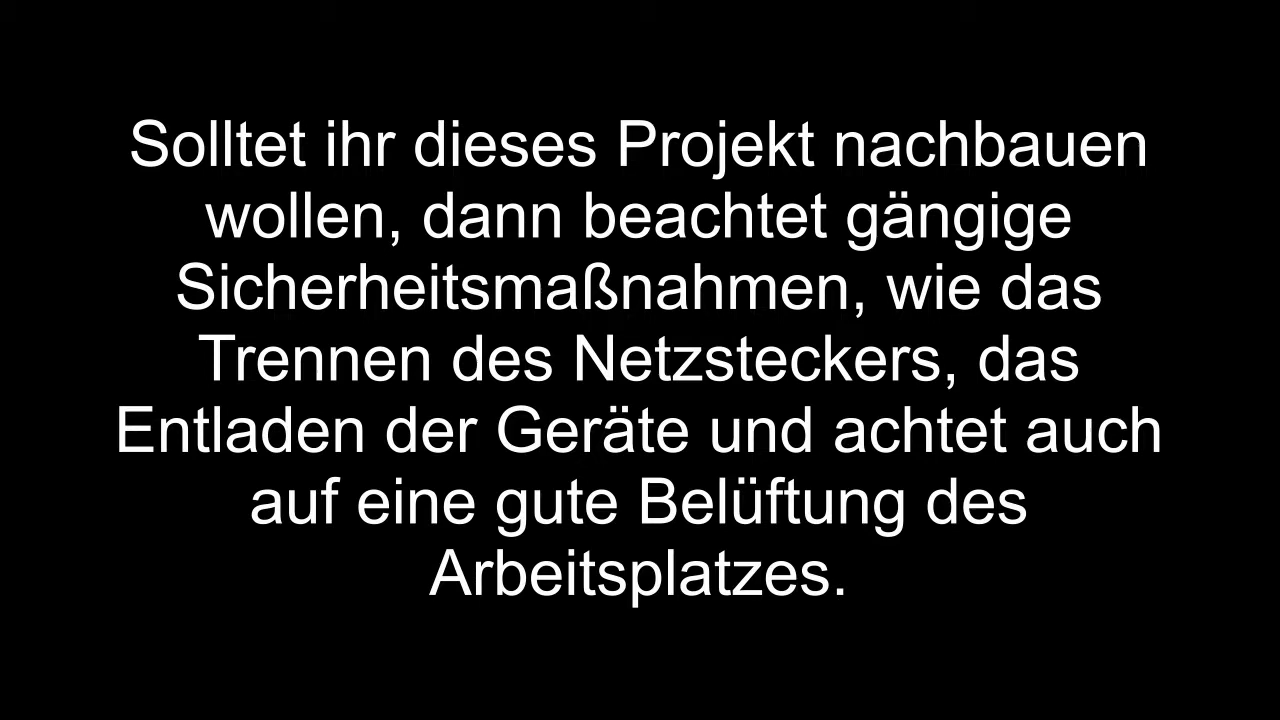 Solltet ihr dieses Projekt nachbauen
wollen, dann beachtet gängige
Sicherheitsmaßnahmen, wie das
Trennen des Netzsteckers, das
Entladen der Geräte und achtet auch
auf eine gute Belüftung des
Arbeitsplatzes.